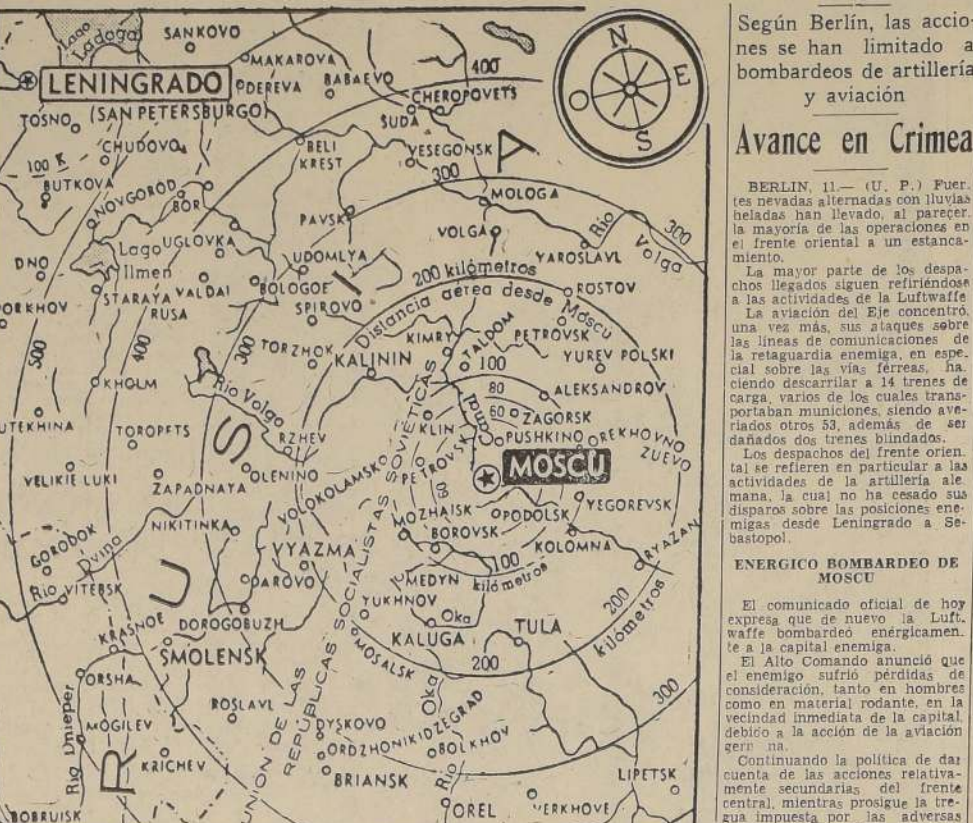 Lago
Ladoga
SANKOVO
LENINGRADO
(SAN PETERSBURGO)
MAKAROVA
DEREVA
BABAEVO
400
CHEROPOVETS
SUDA
N
E
S
O
TOSNO
CHUDOVO
100 K
BUTKOVA
NOVGOROD
BOR
BELI
KREST
VESEGONSK
300
A
MOLOGA
PAVSK
VOLGA
Río
Volga
300
YAROSLAVL
Lago
Ilmen
UGLOVKA
UDOMLYA
I
DNO
STARAYA
RUSA
VALDAI
BOLOGOE
SPIROVO
200 kilómetros
Distancia aérea desde Moscú
ROSTOV
PORKHOV
500
400
300
TORZHOK
KALININ
KIMRY
TALDOM
PETROVSK
YUREV POLSKI
100
80
60
ALEKSANDROV
KHOLM
Río Volgo
UTEKHINA
TOROPETS
S
RZHEV
KLIN
Canal
ZAGORSK
PUSHKINO
OREKHOVNO
ZUEVO
VELIKIE LUKI
ZAPADNAYA
OLENINO
VOLOKOLAMSK
PETROVSK
60
MOSCU
NIKITINKA
MOZHAISK
PODOLSK
YEGOREVSK
BOROVSK
KOLOMNA
RYAZAN
GORODOK
Dvina
Rio
VITEBSK
U
VYAZMA
DAROVO
MEDYN
100
kilómetros
YUKHNOV
Oka
200
kilómetros
KRASNOE
DOROGOBUZH
KALUGA
TULA
SMOLENSK
MOSALSK
200
ORSHA
ROSLAVL
Oka
300
UNION DE LAS
REPÚBLICAS SOCIALISTAS SOVIÉTICAS
Rio Dnieper
MOGILEV
R
KRICHEV
DYSKOVO
ORDZHONIKIDZEGRAD
BOLKHOV
BRIANSK
Río
LIPETSK
BOBRUISK
OREL
VERKHOVE
Según Berlín, las accio-
nes se han limitado a
bombardeos de artillería
y aviación
Avance en Crimea
BERLIN, 11.— (U. P.) Fuer.
tes nevadas alternadas con lluvias
heladas han llevado, al parecer,
la mayoría de las operaciones en
el frente oriental a un estanca-
miento.
La mayor parte de los despa-
chos llegados siguen refiriéndose
a las actividades de la Luftwaffe
La aviación del Eje concentró,
una vez más, sus ataques sobre
las líneas de comunicaciones de
la retaguardia enemiga, en espe.
cial sobre las vías férreas, ha.
ciendo descarrilar a 14 trenes de
carga, varios de los cuales trans-
portaban municiones, siendo ave-
riados otros 53, además de ser
dañados dos trenes blindados.
Los despachos del frente orien.
tal se refieren en particular a las
actividades de la artillería ale
mana, la cual no ha cesado sus
disparos sobre las posiciones ene-
migas desde Leningrado a Se-
bastopol.
ENERGICO BOMBARDEO DE
MOSCU
El comunicado oficial de hoy
expresa que de nuevo la Luft.
waffe bombardeó enérgicamen.
te a la capital enemiga.
El Alto Comando anunció que
el enemigo sufrió pérdidas de
consideración, tanto en hombres
como en material rodante, en la
vecindad inmediata de la capital,
debido a la acción de la aviación
gerr na.
Continuando la política de dar
cuenta de las acciones relativa-
mente secundarias del frente
central, mientras prosigue la tre-
gua impuesta por las adversas